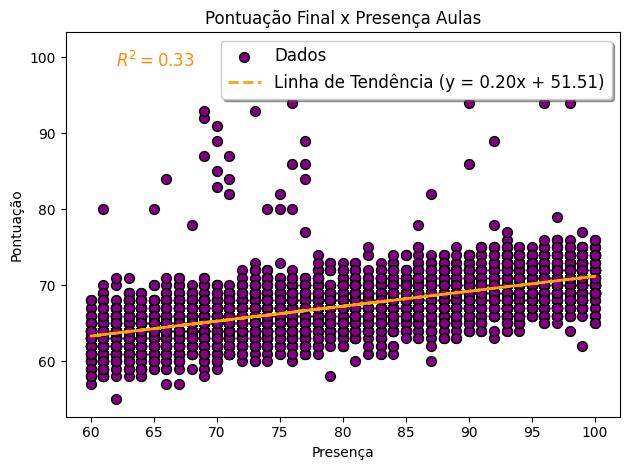 Pontuação Final x Presença Aulas
R² = 0.33
Dados
Linha de Tendência (y = 0.20x + 51.51)
Pontuação
100
90
80
70
60
60 65 70 75 80 85 90 95 100
Presença